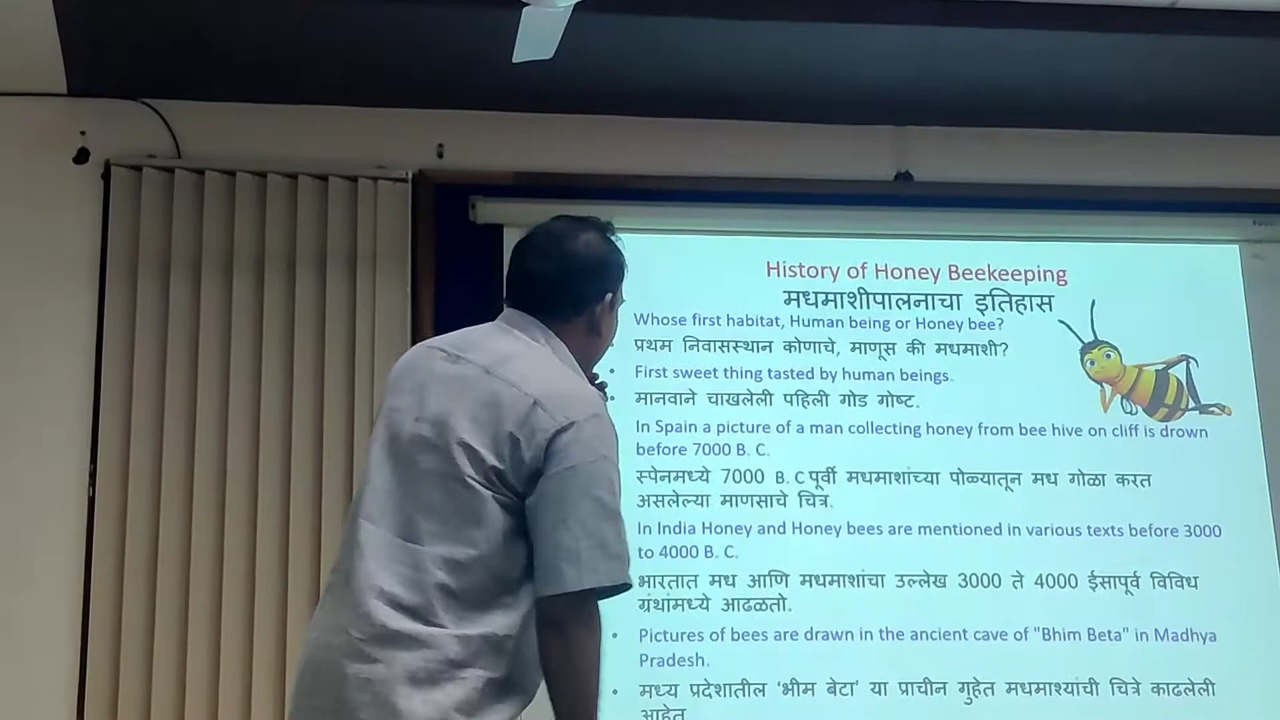 History of Honey Beekeeping
मधमाशीपालनाचा इतिहास
Whose first habitat, Human being or Honey bee?
प्रथम निवासस्थान कोणाचे, माणूस की मधमाशी?
• First sweet thing tasted by human beings.
मानवाने चाखलेली पहिली गोड गोष्ट.
In Spain a picture of a man collecting honey from bee hive on cliff is drown
before 7000 B. C.
स्पेनमध्ये 7000 B. C पूर्वी मधमाशांच्या पोळ्यातून मध गोळा करत
असलेल्या माणसाचे चित्र.
In India Honey and Honey bees are mentioned in various texts before 3000
to 4000 B. C.
भारतात मध आणि मधमाशांचा उल्लेख 3000 ते 4000 ईसापूर्व विविध
ग्रंथांमध्ये आढळतो.
• Pictures of bees are drawn in the ancient cave of "Bhim Beta" in Madhya
Pradesh.
• मध्य प्रदेशातील ‘भीम बेटा’ या प्राचीन गुहेत मधमाश्यांची चित्रे काढलेली
आहेत